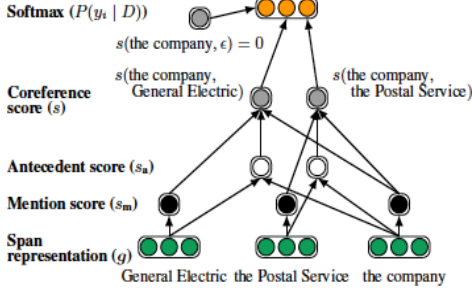 Softmax (P(yᵢ | D))
s(the company, ϵ) = 0
s(the company,
General Electric)
s(the company,
the Postal Service)
Coreference
score (s)
Antecedent score (sₐ)
Mention score (sₘ)
Span
representation (g)
General Electric the Postal Service the company